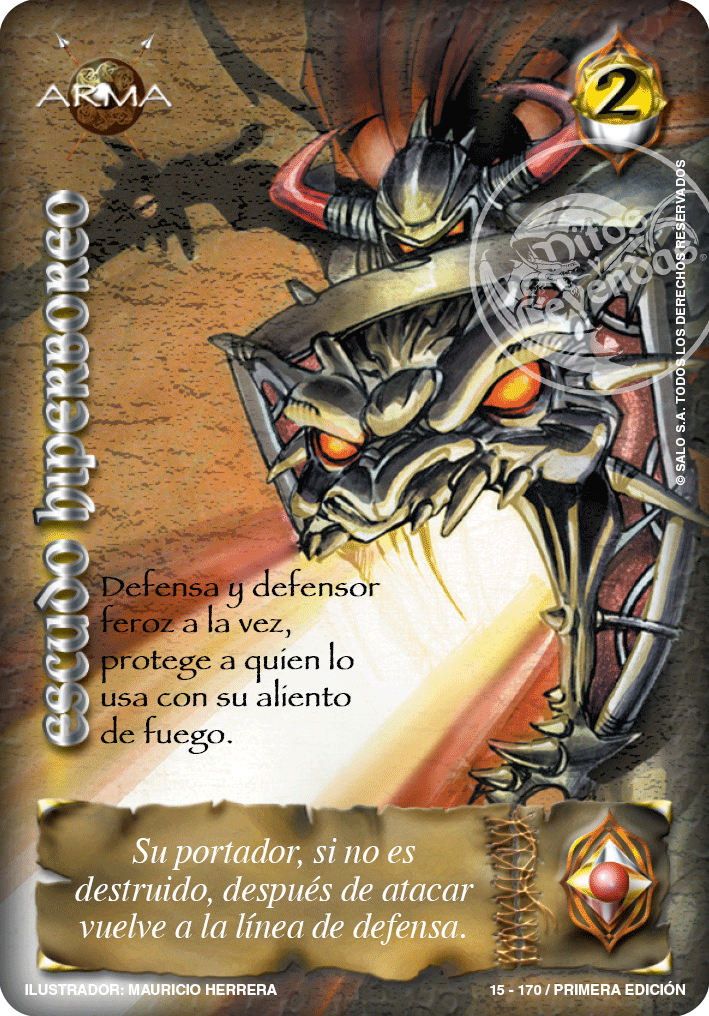 ARMA
2
Mitos
y
Leyendas
®
© SALO S.A. TODOS LOS DERECHOS RESERVADOS
escudo hiperboreo
Defensa y defensor
feroz a la vez,
protege a quien lo
usa con su aliento
de fuego.
Su portador, si no es
destruido, después de atacar
vuelve a la línea de defensa.
ILUSTRADOR: MAURICIO HERRERA
15 - 170 / PRIMERA EDICIÓN